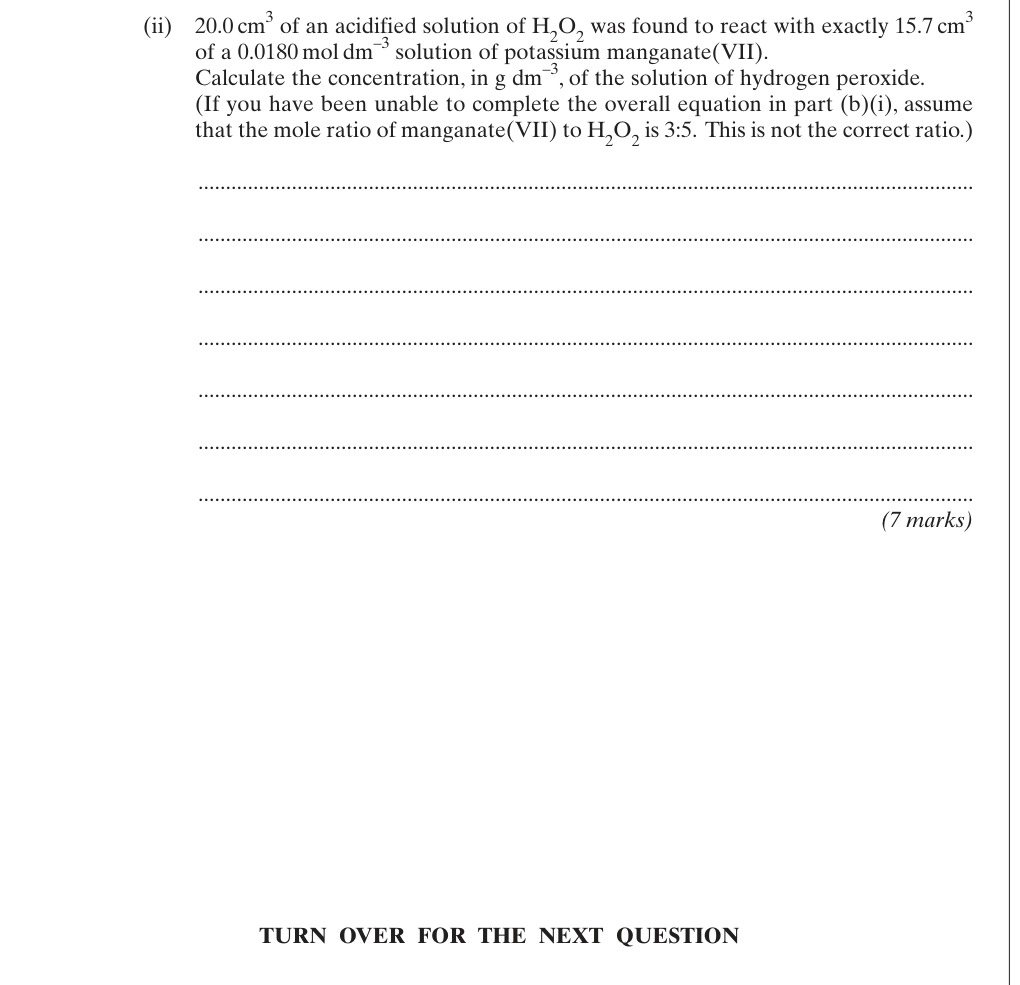 (ii) 20.0 cm³ of an acidified solution of H₂O₂ was found to react with exactly 15.7 cm³
of a 0.0180 mol dm⁻³ solution of potassium manganate(VII).
Calculate the concentration, in g dm⁻³, of the solution of hydrogen peroxide.
(If you have been unable to complete the overall equation in part (b)(i), assume
that the mole ratio of manganate(VII) to H₂O₂ is 3:5. This is not the correct ratio.)
(7 marks)
TURN OVER FOR THE NEXT QUESTION